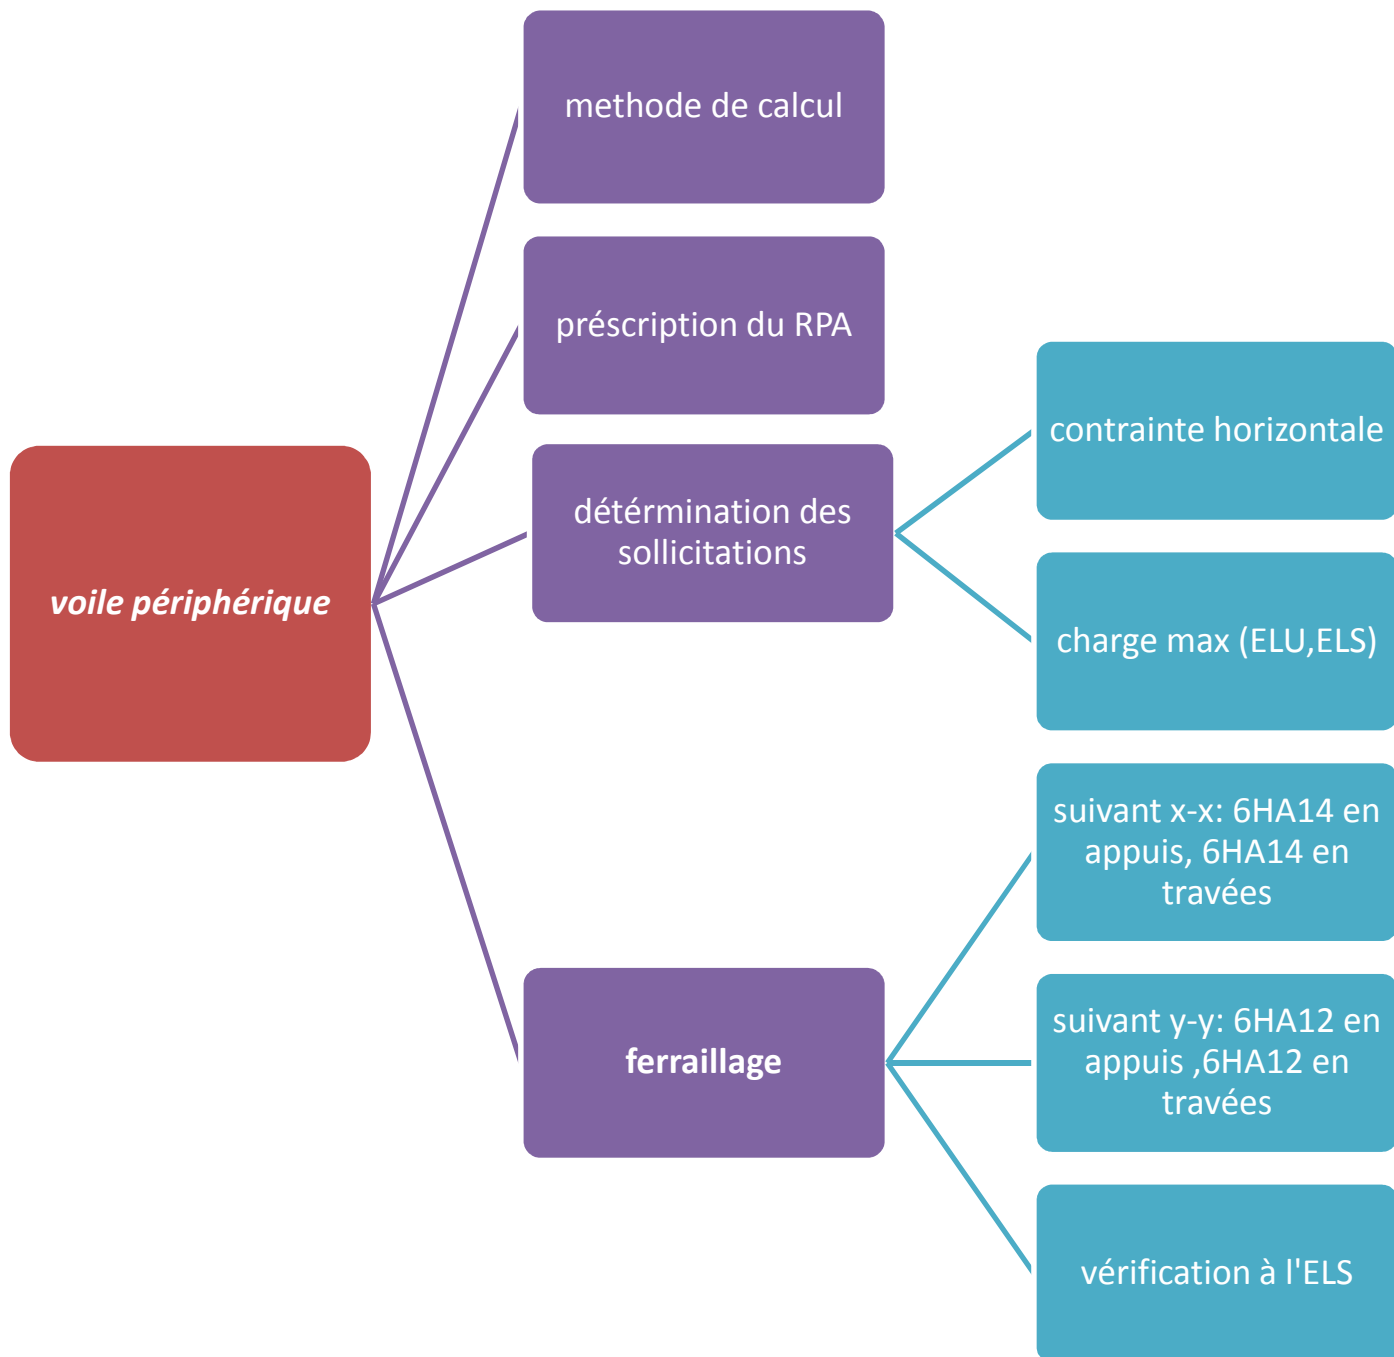 methode de calcul
préscription du RPA
contrainte horizontale
détérmination des
sollicitations
voile périphérique
charge max (ELU,ELS)
suivant x-x: 6HA14 en
appuis, 6HA14 en
travées
ferraillage
suivant y-y: 6HA12 en
appuis ,6HA12 en
travées
vérification à l'ELS